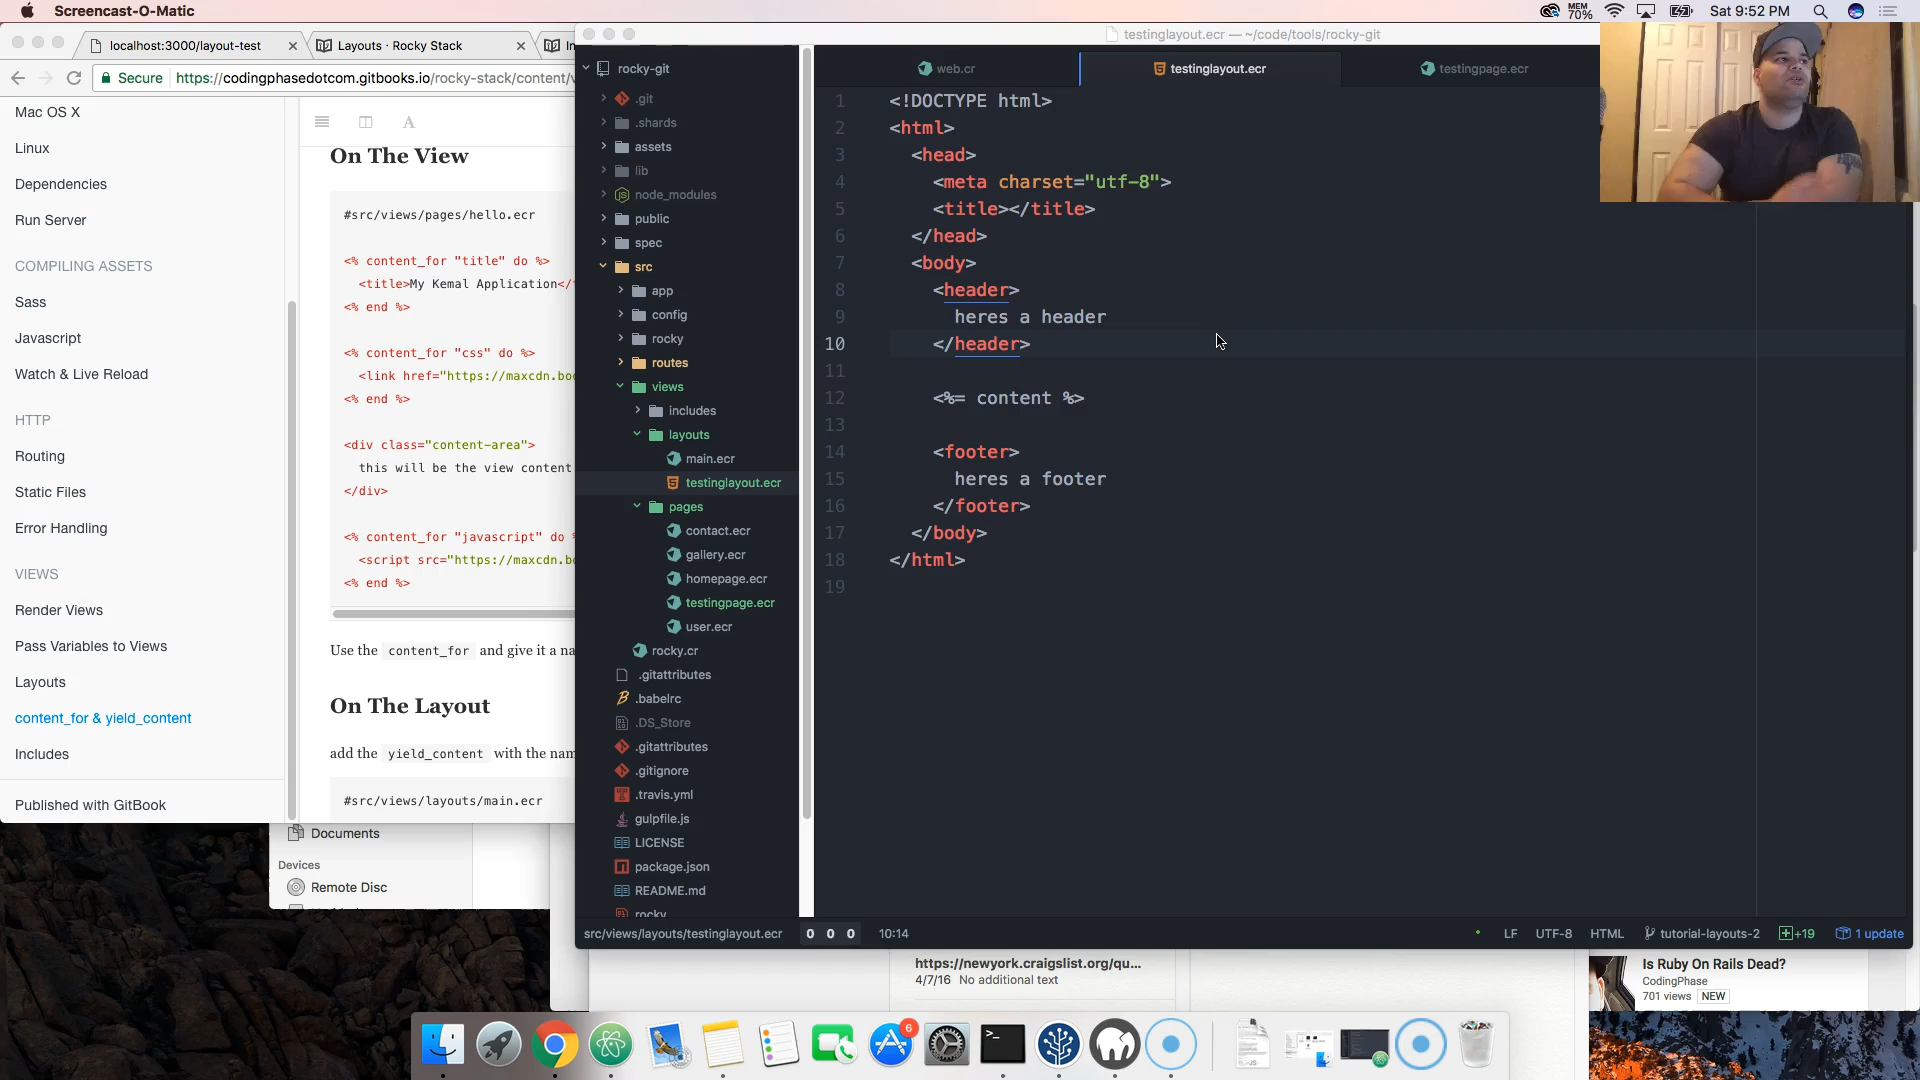 Screencast-O-Matic
MEM
70%
Sat 9:52 PM
localhost:3000/layout-test
Layouts · Rocky Stack
Secure
https://codingphasedotcom.gitbooks.io/rocky-stack/content/
Mac OS X
Linux
Dependencies
Run Server
COMPILING ASSETS
Sass
Javascript
Watch & Live Reload
HTTP
Routing
Static Files
Error Handling
VIEWS
Render Views
Pass Variables to Views
Layouts
content_for & yield_content
Includes
Published with GitBook
A
On The View
#src/views/pages/hello.ecr
<% content_for "title" do %>
<title>My Kemal Application</
<% end %>
<% content_for "css" do %>
<link href="https://maxcdn.bo
<% end %>
<div class="content-area">
this will be the view content
</div>
<% content_for "javascript" do
<script src="https://maxcdn.bo
<% end %>
Use the content_for and give it a na
On The Layout
add the yield_content with the nam
#src/views/layouts/main.ecr
Documents
Devices
Remote Disc
testinglayout.ecr — ~/code/tools/rocky-git
rocky-git
.git
.shards
assets
lib
node_modules
public
spec
src
app
config
rocky
routes
views
includes
layouts
main.ecr
testinglayout.ecr
pages
contact.ecr
gallery.ecr
homepage.ecr
testingpage.ecr
user.ecr
rocky.cr
.gitattributes
.babelrc
.DS_Store
.gitattributes
.gitignore
.travis.yml
gulpfile.js
LICENSE
package.json
README.md
rocky
web.cr
testinglayout.ecr
testingpage.ecr
1 <!DOCTYPE html>
2 <html>
3 <head>
4 <meta charset="utf-8">
5 <title></title>
6 </head>
7 <body>
8 <header>
9 heres a header
10 </header>
11
12 <%= content %>
13
14 <footer>
15 heres a footer
16 </footer>
17 </body>
18 </html>
19
src/views/layouts/testinglayout.ecr 0 0 0 10:14
LF UTF-8 HTML tutorial-layouts-2 +19 1 update
https://newyork.craigslist.org/qu...
4/7/16 No additional text
Is Ruby On Rails Dead?
CodingPhase
701 views NEW
6